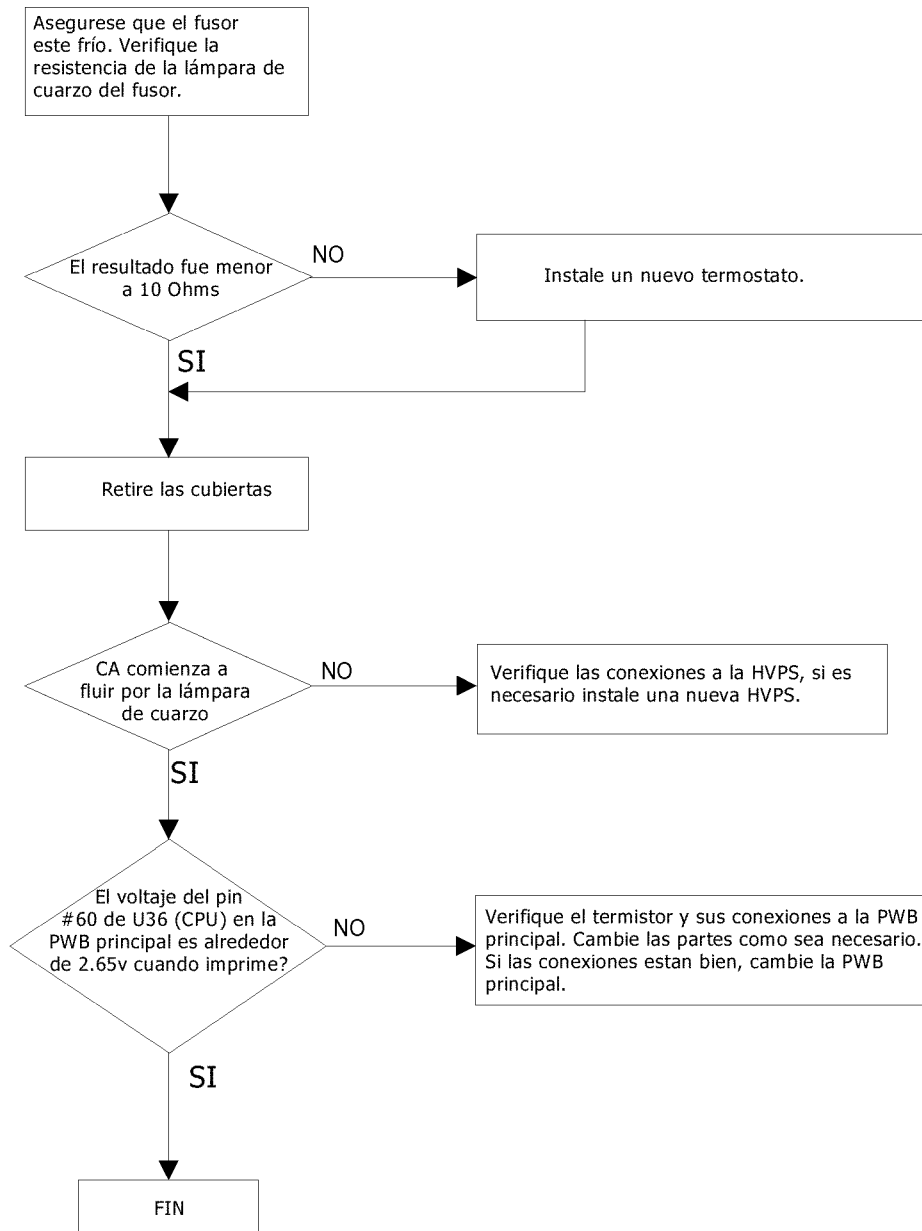 Asegurese que el fusor
este frío. Verifique la
resistencia de la lámpara de
cuarzo del fusor.
El resultado fue menor
a 10 Ohms
NO
Instale un nuevo termostato.
SI
Retire las cubiertas
CA comienza a
fluir por la lámpara
de cuarzo
NO
Verifique las conexiones a la HVPS, si es
necesario instale una nueva HVPS.
SI
El voltaje del pin
#60 de U36 (CPU) en la
PWB principal es alrededor
de 2.65v cuando imprime?
NO
Verifique el termistor y sus conexiones a la PWB
principal. Cambie las partes como sea necesario.
Si las conexiones estan bien, cambie la PWB
principal.
SI
FIN